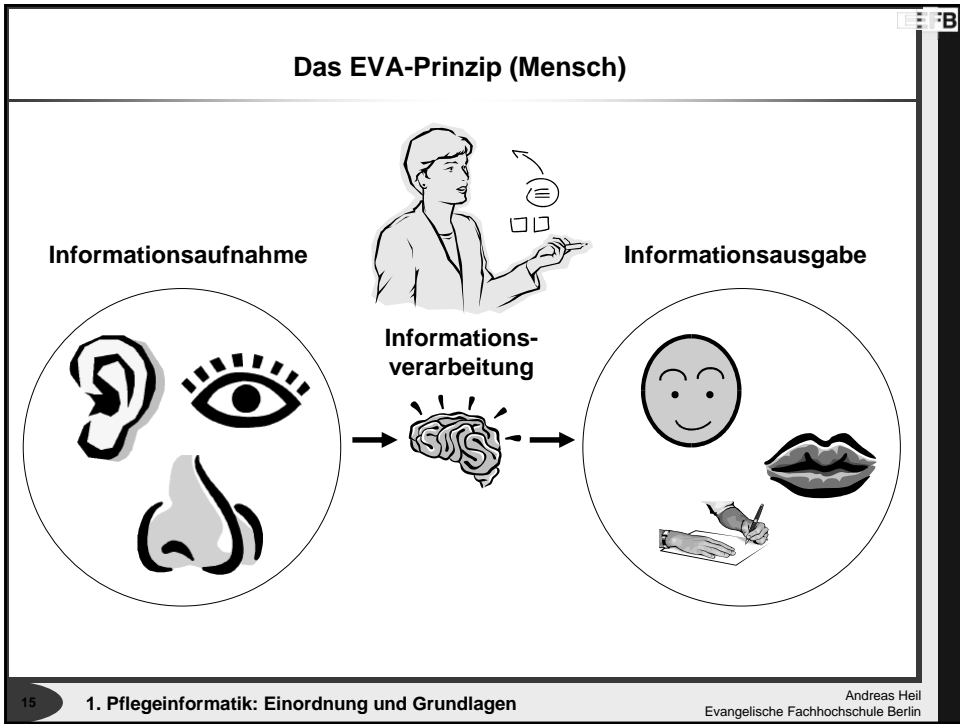 EFB
Das EVA-Prinzip (Mensch)
Informationsaufnahme
Informations-
verarbeitung
Informationsausgabe
15
1. Pflegeinformatik: Einordnung und Grundlagen
Andreas Heil
Evangelische Fachhochschule Berlin